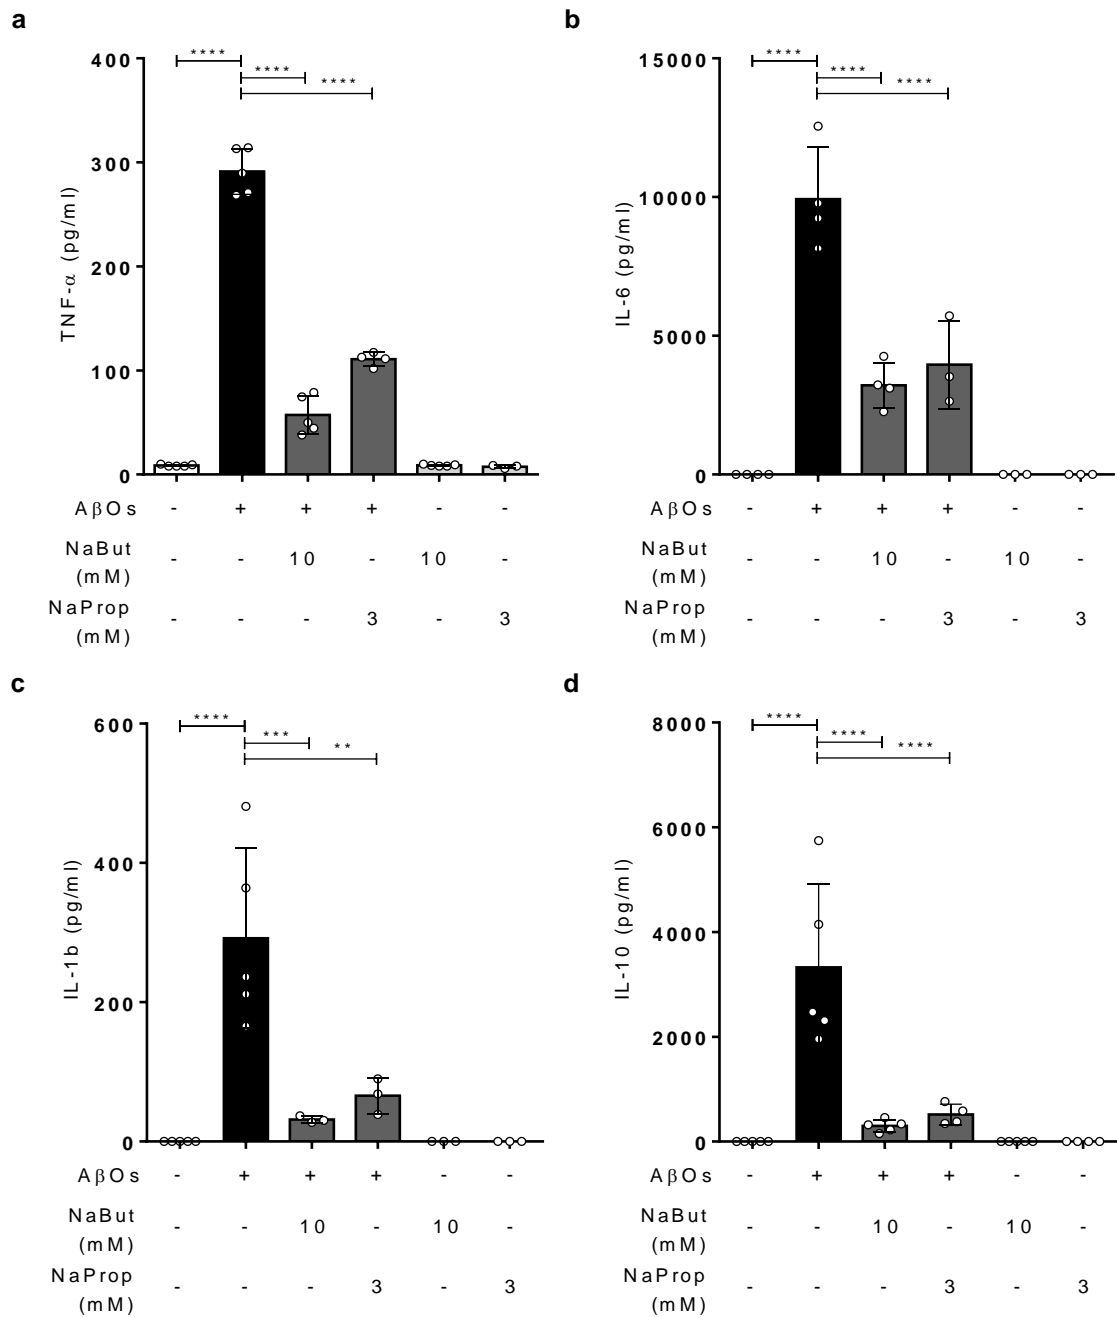 a
400
300
200
100
0
TNF-α (pg/ml)
****
****
****
AβOs - + + + - -
NaBut (mM) - - 10 - 10 -
NaProp (mM) - - - 3 - 3
b
15000
10000
5000
0
IL-6 (pg/ml)
****
****
****
AβOs - + + + - -
NaBut (mM) - - 10 - 10 -
NaProp (mM) - - - 3 - 3
c
600
400
200
0
IL-1b (pg/ml)
****
***
**
AβOs - + + + - -
NaBut (mM) - - 10 - 10 -
NaProp (mM) - - - 3 - 3
d
8000
6000
4000
2000
0
IL-10 (pg/ml)
****
****
****
AβOs - + + + - -
NaBut (mM) - - 10 - 10 -
NaProp (mM) - - - 3 - 3